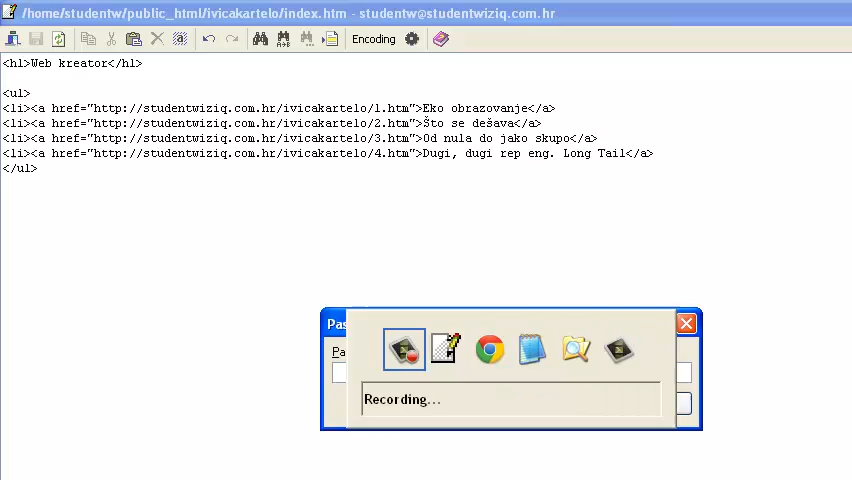 /home/studentw/public_html/ivicakartelo/index.htm - studentw@studentwiziq.com.hr
Encoding
<h1>Web kreator</h1>
<ul>
<li><a href="http://studentwiziq.com.hr/ivicakartelo/1.htm">Eko obrazovanje</a>
<li><a href="http://studentwiziq.com.hr/ivicakartelo/2.htm">Što se dešava</a>
<li><a href="http://studentwiziq.com.hr/ivicakartelo/3.htm">Od nula do jako skupo</a>
<li><a href="http://studentwiziq.com.hr/ivicakartelo/4.htm">Dugi, dugi rep eng. Long Tail</a>
</ul>
Pas
Pa
Recording...